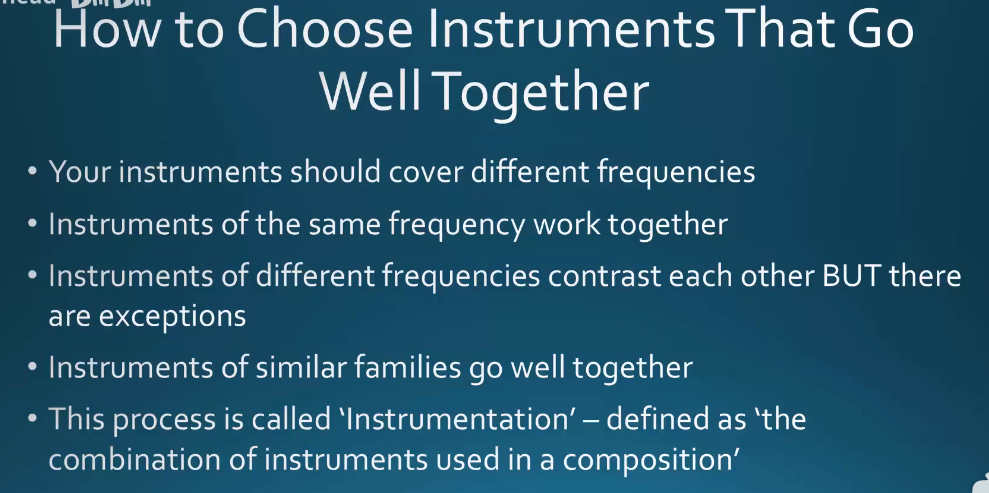 How to Choose Instruments That Go
Well Together
• Your instruments should cover different frequencies
• Instruments of the same frequency work together
• Instruments of different frequencies contrast each other BUT there
are exceptions
• Instruments of similar families go well together
• This process is called ‘Instrumentation’ – defined as ‘the
combination of instruments used in a composition’